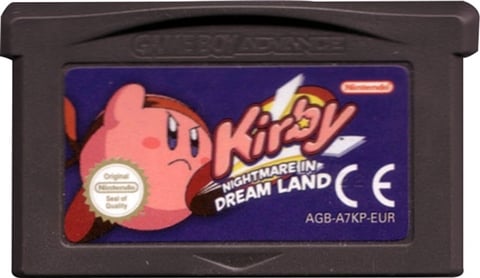 GAME BOY ADVANCE
Nintendo
Kirby
NIGHTMARE IN
DREAM LAND
Original
Nintendo
Seal of
Quality
CE
AGB-A7KP-EUR